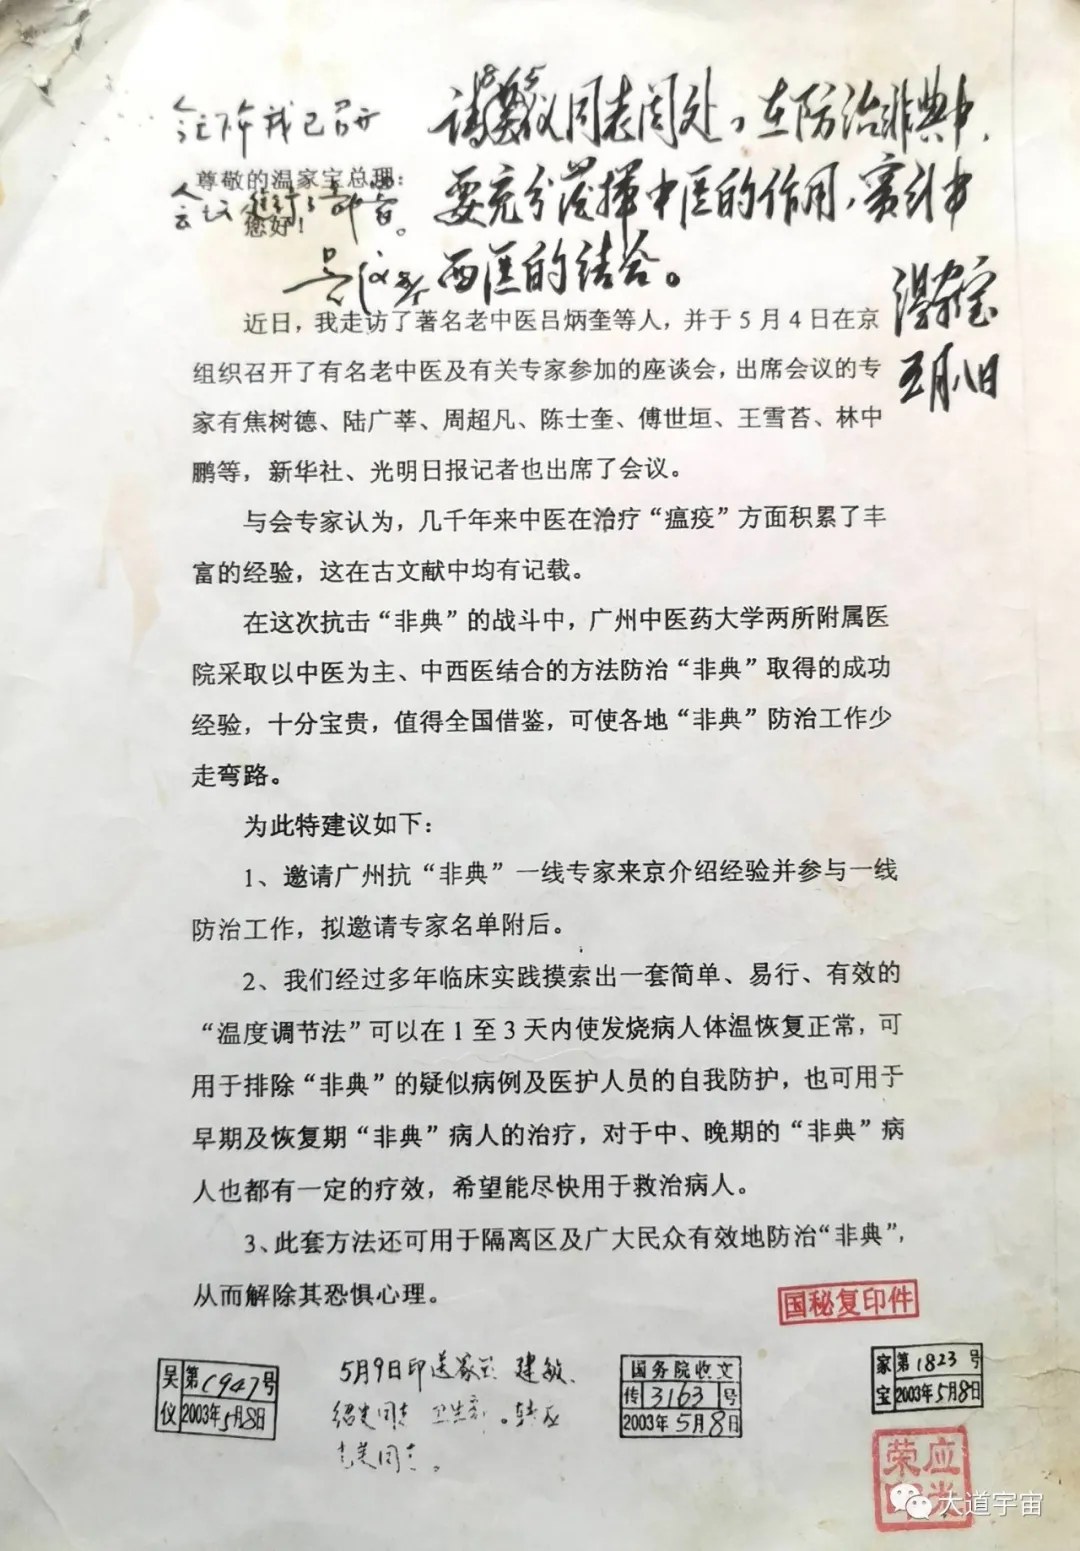 请吴仪同志阅处。在防治非典中，
要充分发挥中医的作用，实行中
西医的结合。
温家宝
五月八日
今天下午我已召开
会议进行了部署。
吴仪
尊敬的温家宝总理：
您好！
近日，我走访了著名老中医吕炳奎等人，并于5月4日在京
组织召开了有名老中医及有关专家参加的座谈会，出席会议的专
家有焦树德、陆广莘、周超凡、陈士奎、傅世垣、王雪苔、林中
鹏等，新华社、光明日报记者也出席了会议。
与会专家认为，几千年来中医在治疗“瘟疫”方面积累了丰
富的经验，这在古文献中均有记载。
在这次抗击“非典”的战斗中，广州中医药大学两所附属医
院采取以中医为主、中西医结合的方法防治“非典”取得的成功
经验，十分宝贵，值得全国借鉴，可使各地“非典”防治工作少
走弯路。
为此特建议如下：
1、邀请广州抗“非典”一线专家来京介绍经验并参与一线
防治工作，拟邀请专家名单附后。
2、我们经过多年临床实践摸索出一套简单、易行、有效的
“温度调节法”可以在1至3天内使发烧病人体温恢复正常，可
用于排除“非典”的疑似病例及医护人员的自我防护，也可用于
早期及恢复期“非典”病人的治疗，对于中、晚期的“非典”病
人也都有一定的疗效，希望能尽快用于救治病人。
3、此套方法还可用于隔离区及广大民众有效地防治“非典”，
从而解除其恐惧心理。
国秘复印件
吴仪 第1947号
2003年5月8日
5月9日印送家宝、建敏、
同志 卫生部。
同志。
国务院收文
传 3163 号
2003年5月8日
家宝 第1823号
2003年5月8日
应荣
大道宇宙